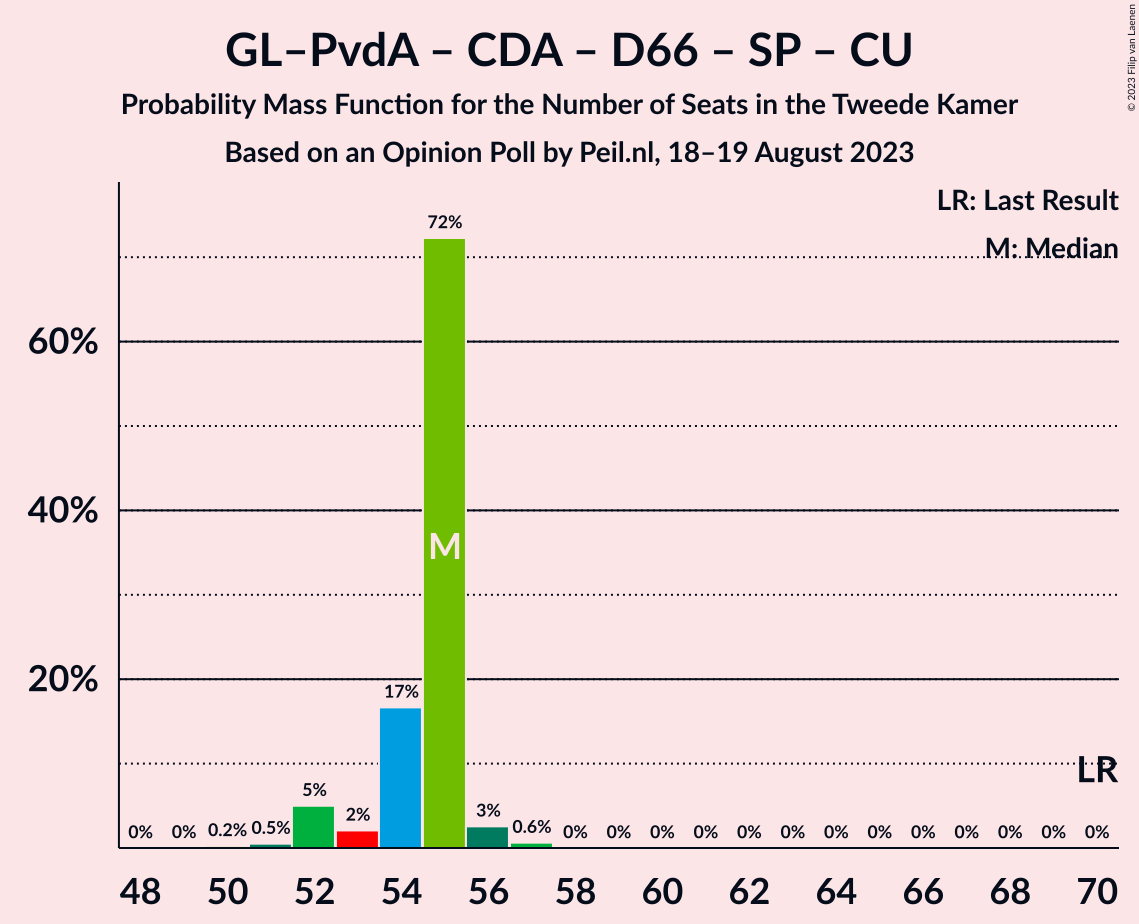 GL–PvdA – CDA – D66 – SP – CU
Probability Mass Function for the Number of Seats in the Tweede Kamer
Based on an Opinion Poll by Peil.nl, 18–19 August 2023
© 2023 Filip van Laenen
LR: Last Result
M: Median
72%
60%
40%
M
20%
17%
LR
5%
2%
3%
0% 0% 0.2% 0.5% 0.6% 0% 0% 0% 0% 0% 0% 0% 0% 0% 0% 0% 0% 0%
48 50 52 54 56 58 60 62 64 66 68 70